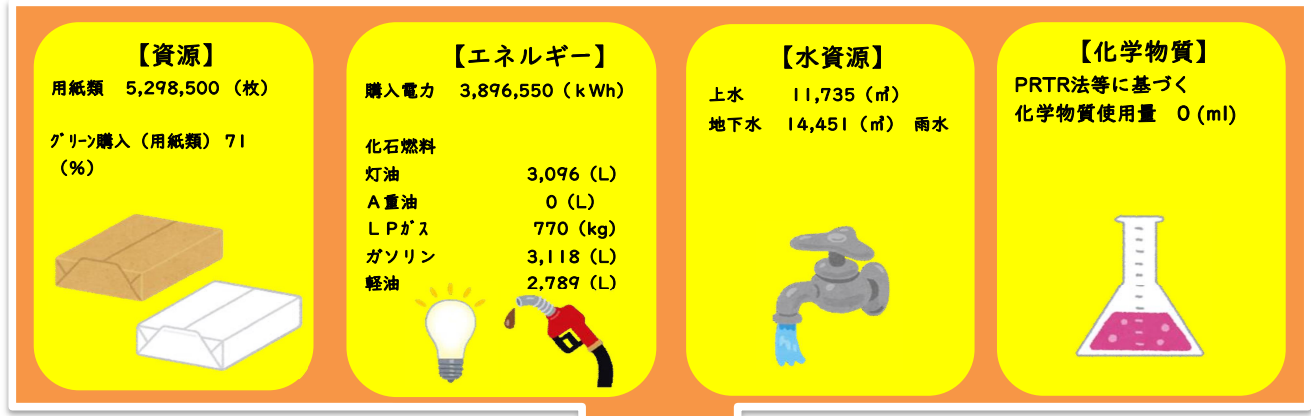 【資源】
用紙類 5,298,500（枚）
グリーン購入（用紙類） 71
（％）
【エネルギー】
購入電力 3,896,550（ｋWh）
化石燃料
灯油 3,096（L）
Ａ重油 0（L）
ＬＰガス 770（kg）
ガソリン 3,118（L）
軽油 2,789（L）
【水資源】
上水 11,735（㎥）
地下水 14,451（㎥） 雨水
【化学物質】
PRTR法等に基づく
化学物質使用量 0 (ml)